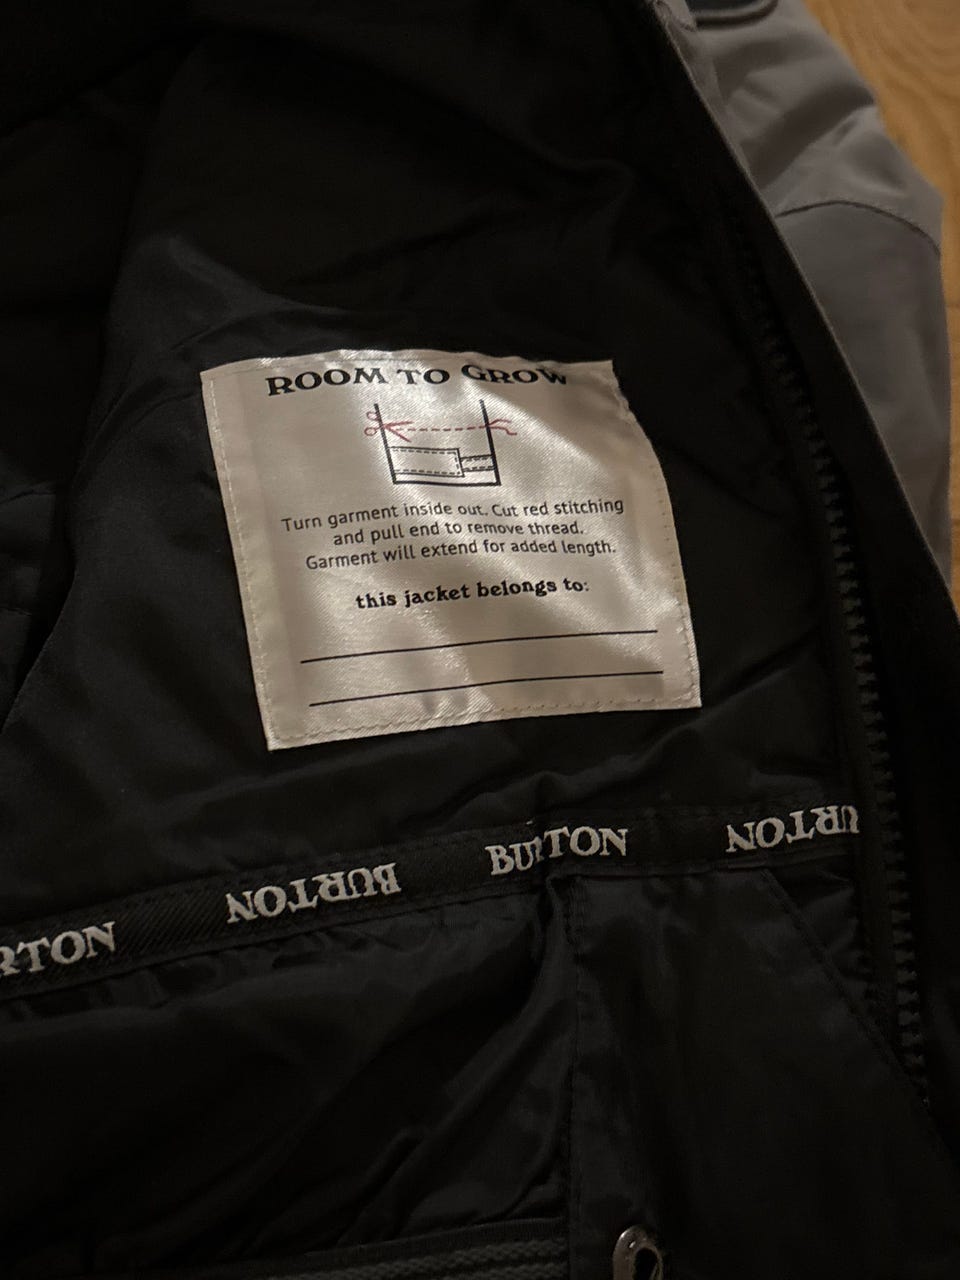 ROOM TO GROW
Turn garment inside out. Cut red stitching
and pull end to remove thread.
Garment will extend for added length.
this jacket belongs to:
RTON BURTON BURTON BURTON